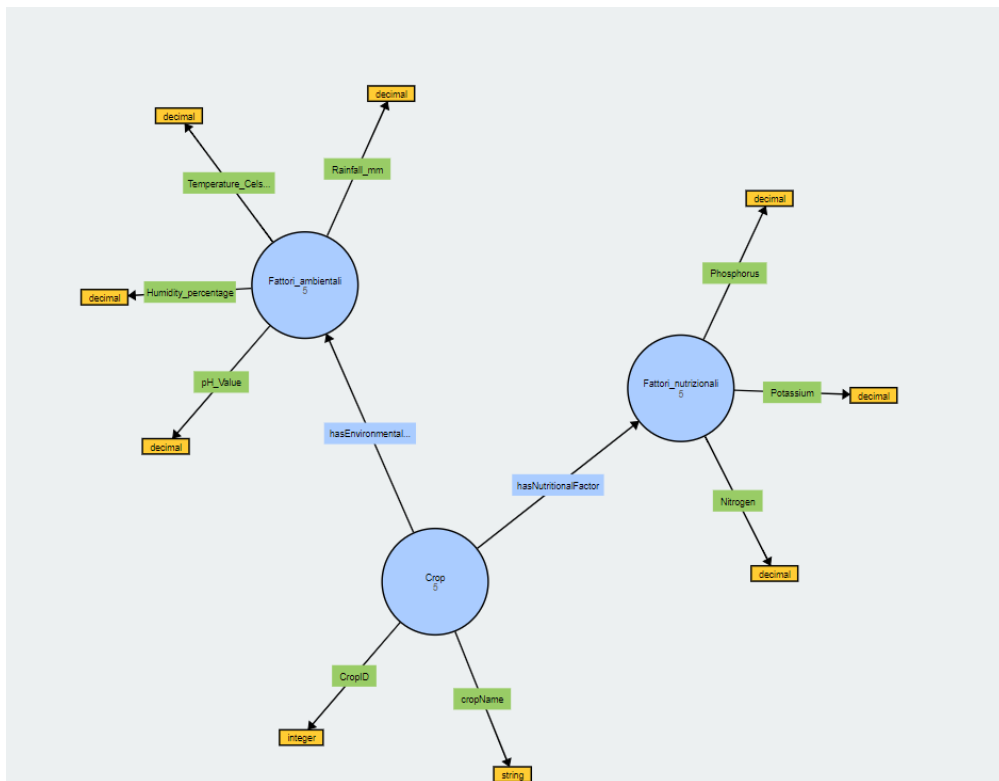 decimal
decimal
Rainfall_mm
Temperature_Cels...
decimal
Phosphorus
Fattori_ambientali
5
Humidity_percentage
decimal
pH_Value
Fattori_nutrizionali
5
Potassium
decimal
hasEnvironmental...
decimal
hasNutritionalFactor
Nitrogen
decimal
Crop
5
CropID
cropName
integer
string